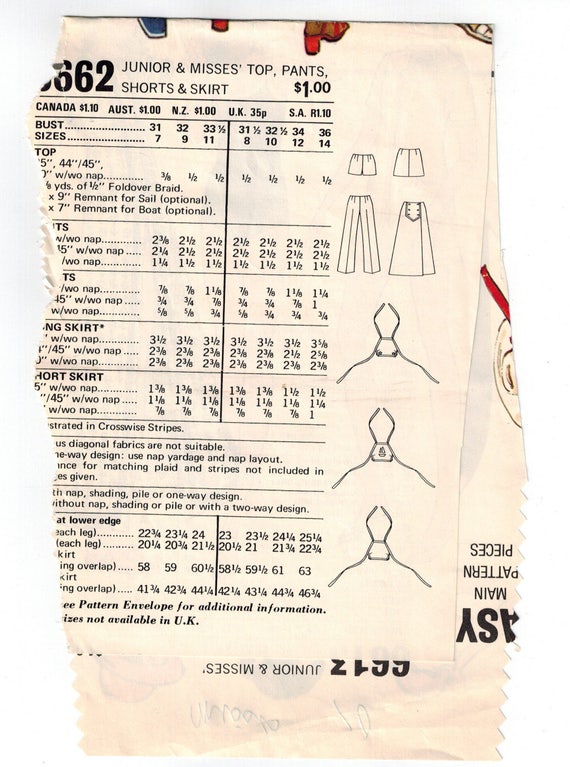 6662 JUNIOR & MISSES' TOP, PANTS,
SHORTS & SKIRT $1.00
CANADA $1.10 AUST. $1.00 N.Z. $1.00 U.K. 35p S.A. R1.10
BUST 31 32 33 ½ 31 ½ 32 ½ 34 36
SIZES 7 9 11 8 10 12 14
TOP
5", 44"/45",
0" w/wo nap. ⅜ ½ ½ ½ ½ ½ ½
⅛ yds. of ½" Foldover Braid.
x 9" Remnant for Sail (optional).
x 7" Remnant for Boat (optional).
TS
w/wo nap. 2⅜ 2½ 2½ 2½ 2½ 2½ 2½
45" w/wo nap. 2¼ 2½ 2½ 2½ 2½ 2½ 2½
/wo nap. 1¼ 1½ 1½ 1½ 1½ 1½ 1½
TS
w/wo nap. ⅞ ⅞ 1⅛ ⅞ ⅞ 1⅛ 1¼
45" w/wo nap. ¾ ¾ ⅞ ¾ ¾ ⅞ 1
w/wo nap. ⅝ ⅝ ¾ ⅝ ⅝ ¾ ¾
NG SKIRT*
" w/wo nap. 3½ 3½ 3½ 3½ 3½ 3½ 3⅝
"/45" w/wo nap 2⅜ 2⅜ 2⅜ 2⅜ 2⅜ 2½ 2⅝
0" w/wo nap. 2⅜ 2⅜ 2⅜ 2⅜ 2⅜ 2⅜ 2⅜
HORT SKIRT
5" w/wo nap. 1⅜ 1⅜ 1⅜ 1⅜ 1⅜ 1½ 1½
"/45" w/wo nap 1⅛ 1⅛ 1⅛ 1⅛ 1⅛ 1⅛ 1¼
w/wo nap. ⅞ ⅞ ⅞ ⅞ ⅞ ⅞ 1
ustrated in Crosswise Stripes.
us diagonal fabrics are not suitable.
ne-way design: use nap yardage and nap layout.
ance for matching plaid and stripes not included in
es given.
th nap, shading, pile or one-way design.
without nap, shading or pile or with a two-way design.
at lower edge
each leg) 22¾ 23¼ 24 23 23½ 24¼ 25¼
(each leg) 20¼ 20¾ 21½ 20½ 21 21¾ 22¾
kirt
ing overlap) 58 59 60½ 58½ 59½ 61 63
kirt
ing overlap) 41¾ 42¾ 44¼ 42¼ 43¼ 44¾ 46¾
ee Pattern Envelope for additional information.
izes not available in U.K.
MAIN
PATTERN
PIECES
ASY
6613 JUNIOR & MISSES'